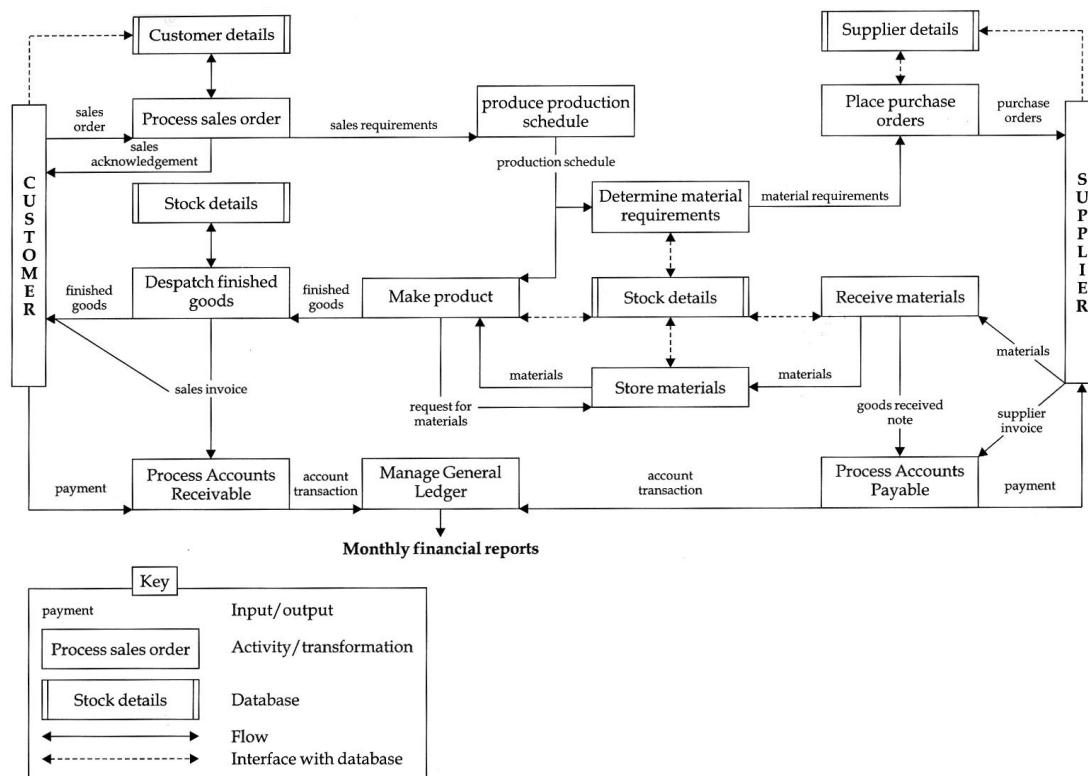 Customer details
Supplier details
sales
order
Process sales order
sales requirements
produce production
schedule
Place purchase
orders
purchase
orders
sales
acknowledgement
production schedule
CUSTOMER
SUPPLIER
Stock details
Determine material
requirements
material requirements
finished
goods
Despatch finished
goods
finished
goods
Make product
Stock details
Receive materials
materials
sales invoice
materials
Store materials
materials
request for
materials
goods received
note
supplier
invoice
payment
Process Accounts
Receivable
account
transaction
Manage General
Ledger
account
transaction
Process Accounts
Payable
payment
Monthly financial reports
Key
payment
Input/output
Process sales order
Activity/transformation
Stock details
Database
Flow
Interface with database